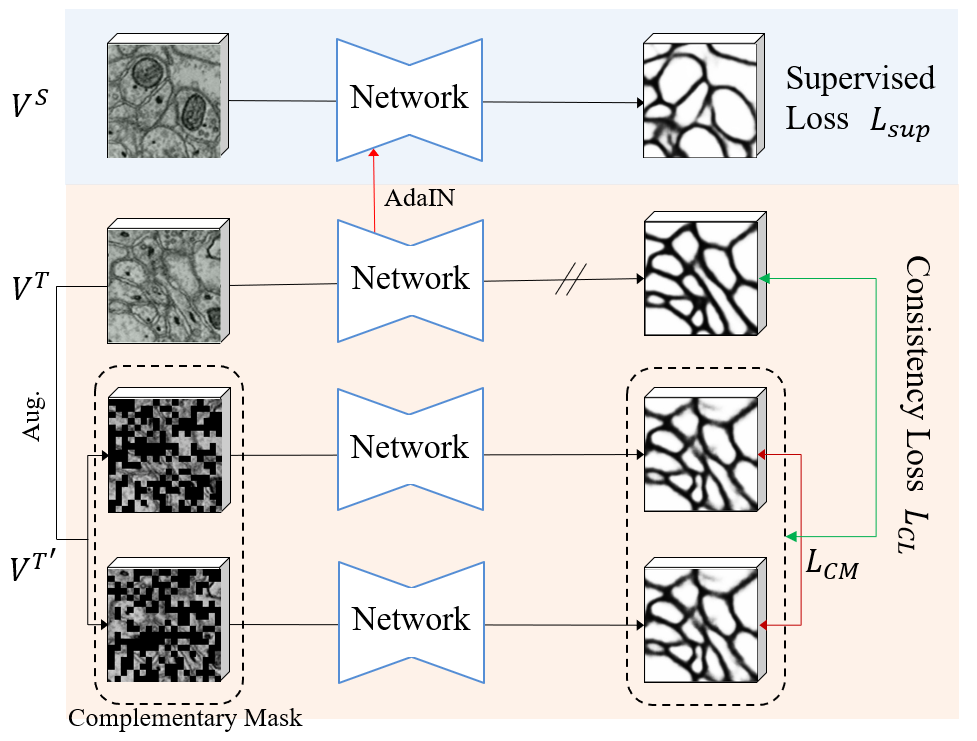 V^S
Network
Supervised
Loss L_sup
AdaIN
V^T
Network
Consistency Loss L_CL
Aug.
Network
V^T′
Network
L_CM
Complementary Mask